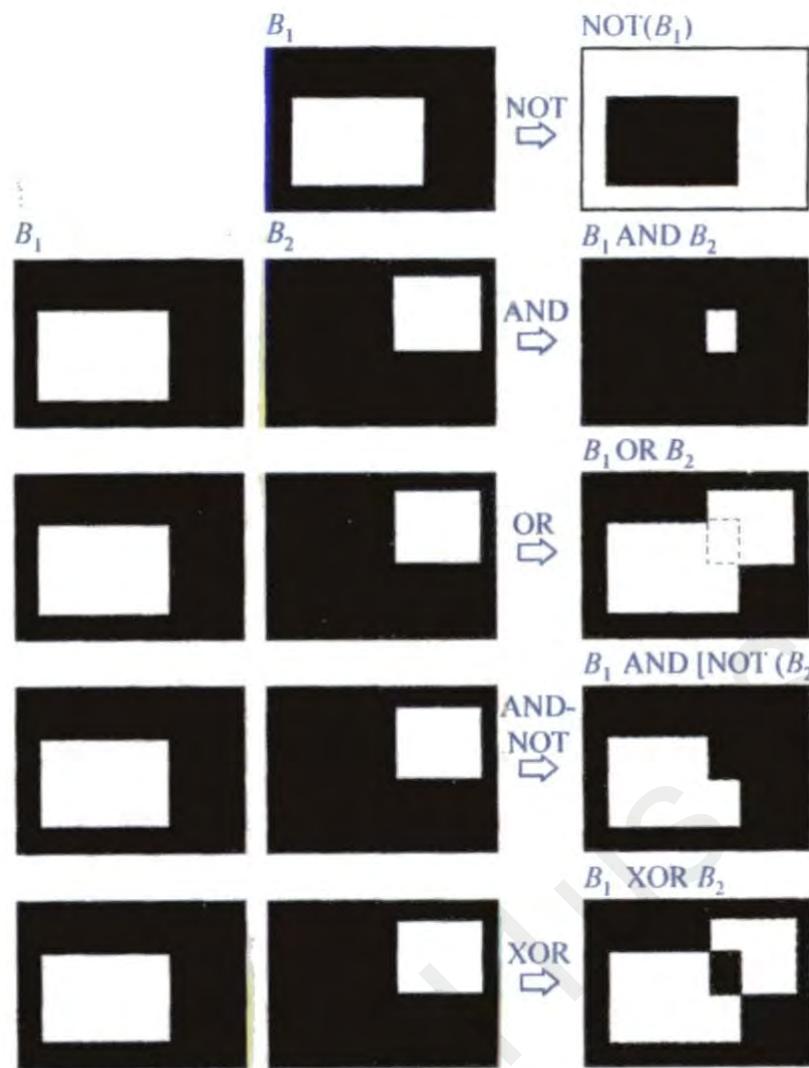 B₁
NOT(B₁)
NOT
B₁
B₂
B₁ AND B₂
AND
B₁ OR B₂
OR
B₁ AND [NOT (B₂
AND-
NOT
B₁ XOR B₂
XOR